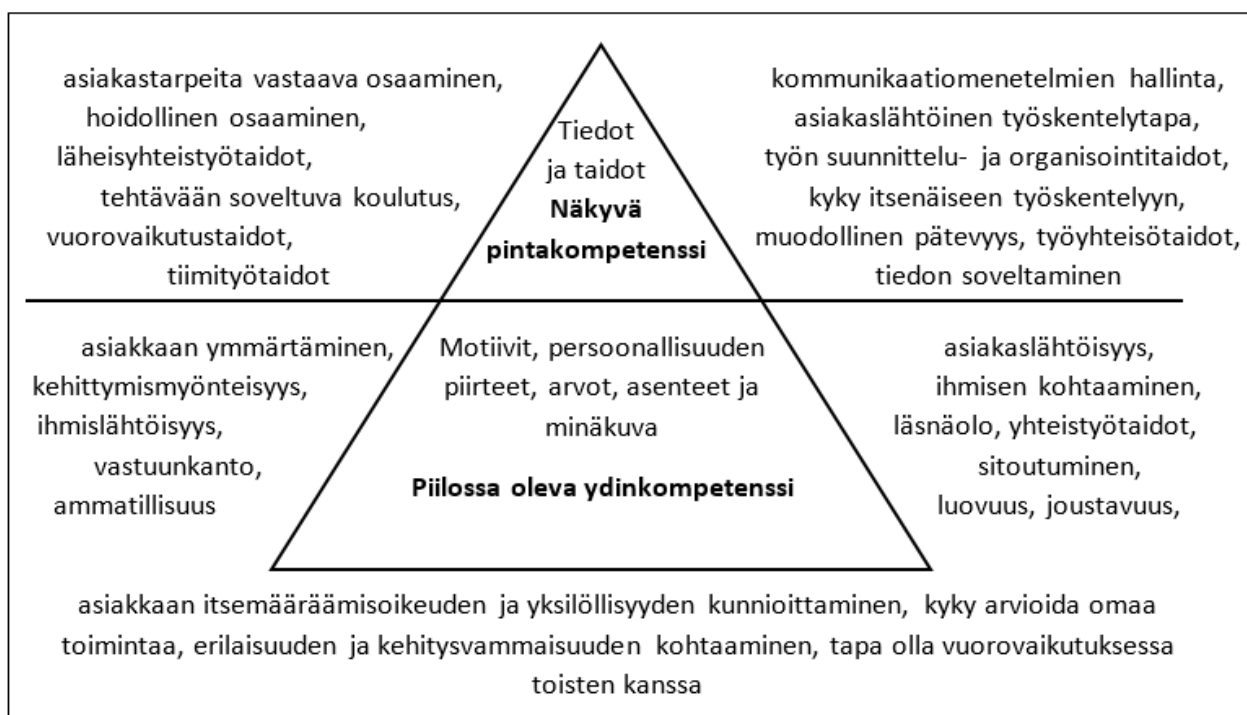 asiakastarpeita vastaava osaaminen,
hoidollinen osaaminen,
läheisyhteistyötaidot,
tehtävään soveltuva koulutus,
vuorovaikutustaidot,
tiimityötaidot
Tiedot
ja taidot
Näkyvä
pintakompetenssi
kommunikaatiomenetelmien hallinta,
asiakaslähtöinen työskentelytapa,
työn suunnittelu- ja organisointitaidot,
kyky itsenäiseen työskentelyyn,
muodollinen pätevyys, työyhteisötaidot,
tiedon soveltaminen
asiakkaan ymmärtäminen,
kehittymismyönteisyys,
ihmislähtöisyys,
vastuunkanto,
ammatillisuus
Motiivit, persoonallisuuden
piirteet, arvot, asenteet ja
minäkuva
Piilossa oleva ydinkompetenssi
asiakaslähtöisyys,
ihmisen kohtaaminen,
läsnäolo, yhteistyötaidot,
sitoutuminen,
luovuus, joustavuus,
asiakkaan itsemääräämisoikeuden ja yksilöllisyyden kunnioittaminen, kyky arvioida omaa
toimintaa, erilaisuuden ja kehitysvammaisuuden kohtaaminen, tapa olla vuorovaikutuksessa
toisten kanssa